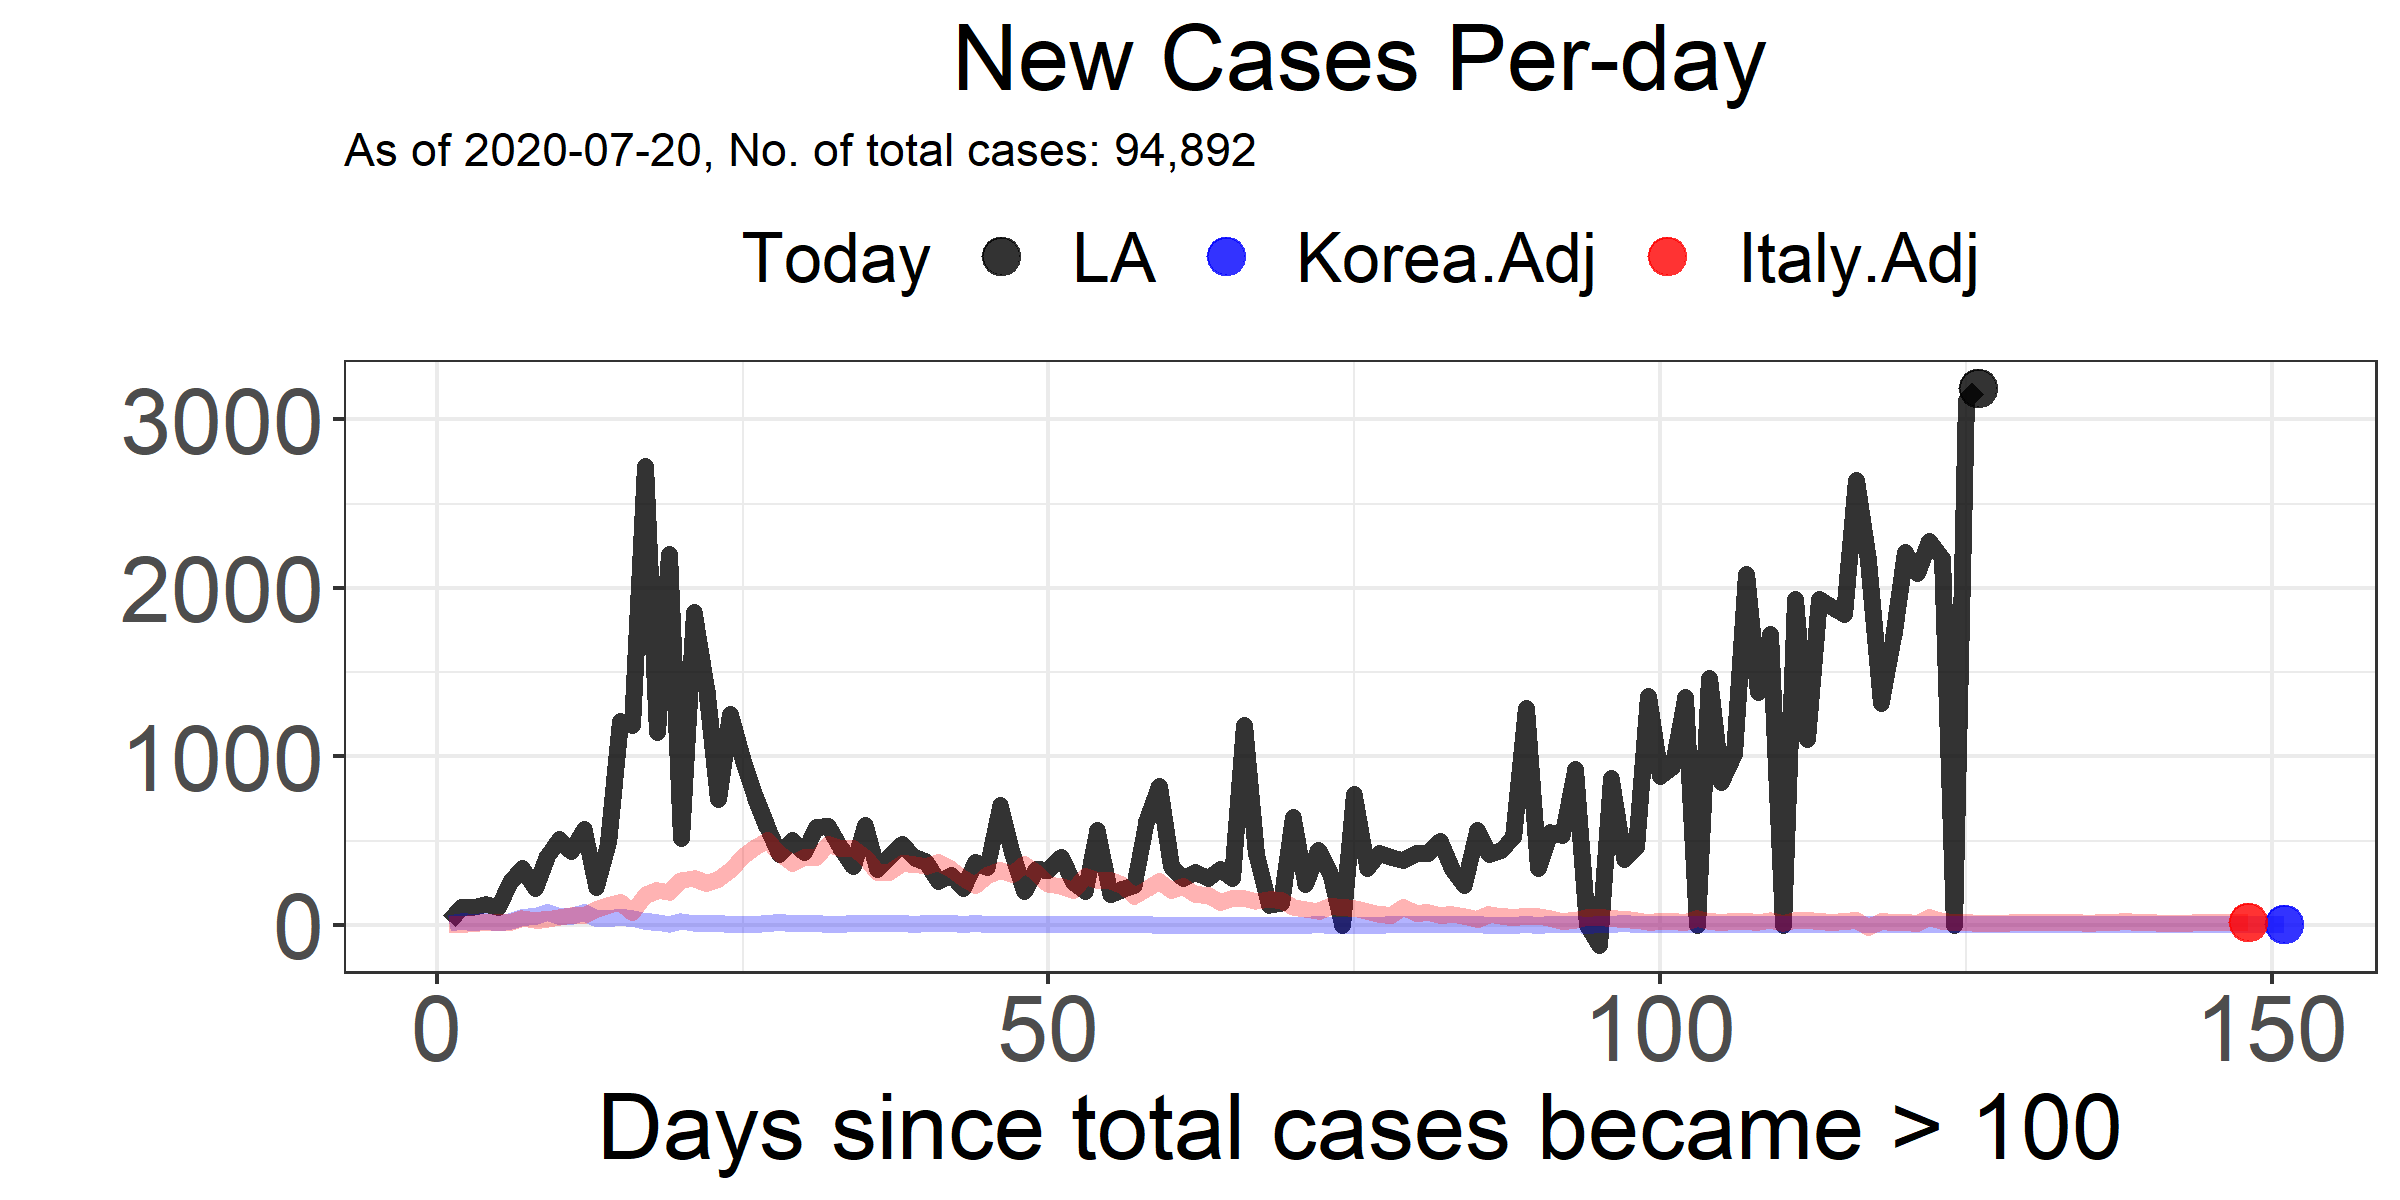 New Cases Per-day
As of 2020-07-20, No. of total cases: 94,892
Today LA Korea.Adj Italy.Adj
3000
2000
1000
0
0 50 100 150
Days since total cases became > 100